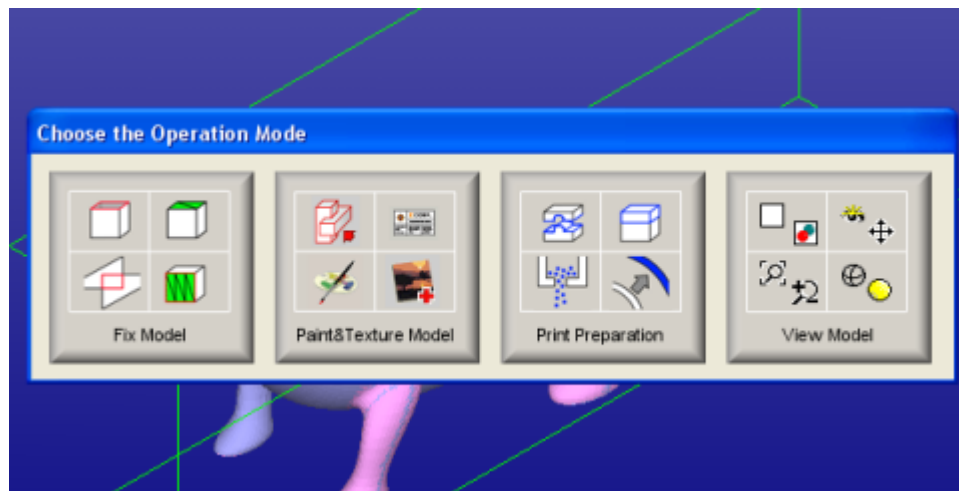 Choose the Operation Mode
Fix Model
Paint&Texture Model
Print Preparation
View Model